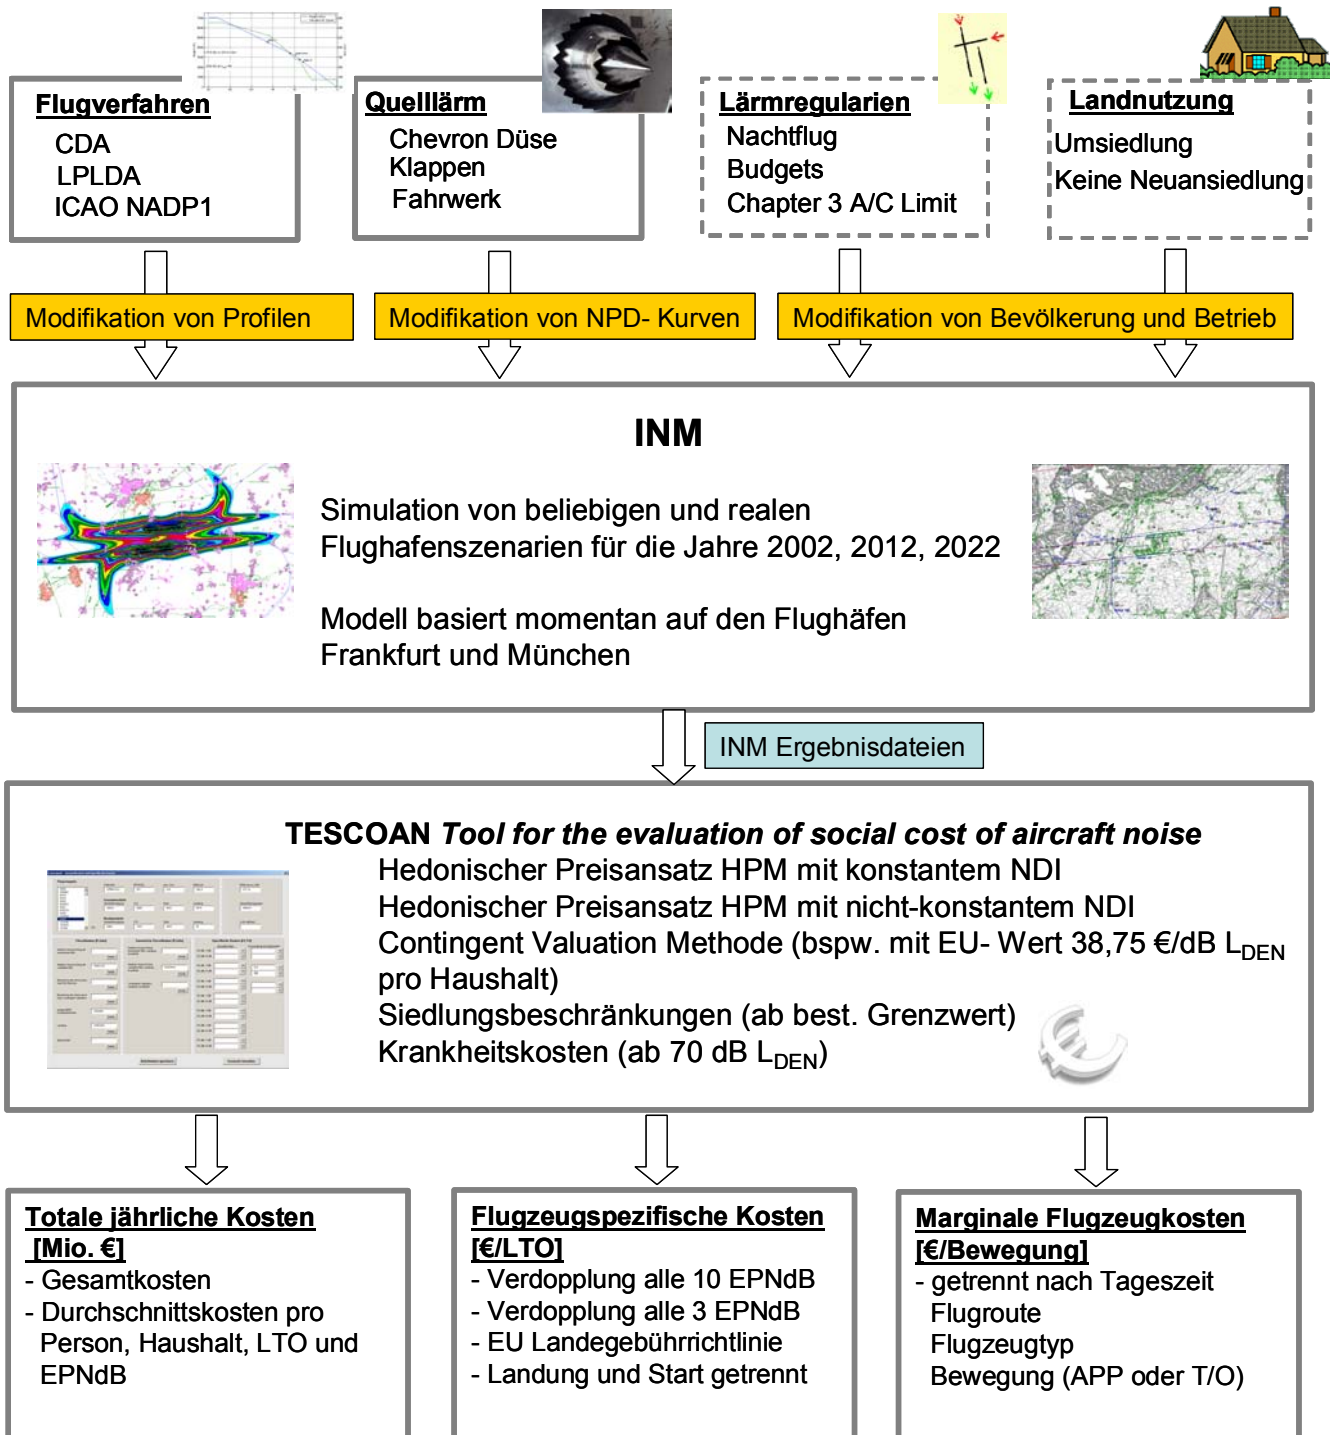 Flugverfahren
CDA
LPLDA
ICAO NADP1
Quelllärm
Chevron Düse
Klappen
Fahrwerk
Lärmregularien
Nachtflug
Budgets
Chapter 3 A/C Limit
Landnutzung
Umsiedlung
Keine Neuansiedlung
Modifikation von Profilen
Modifikation von NPD- Kurven
Modifikation von Bevölkerung und Betrieb
INM
Simulation von beliebigen und realen
Flughafenszenarien für die Jahre 2002, 2012, 2022
Modell basiert momentan auf den Flughäfen
Frankfurt und München
INM Ergebnisdateien
TESCOAN Tool for the evaluation of social cost of aircraft noise
Hedonischer Preisansatz HPM mit konstantem NDI
Hedonischer Preisansatz HPM mit nicht-konstantem NDI
Contingent Valuation Methode (bspw. mit EU- Wert 38,75 €/dB LDEN
pro Haushalt)
Siedlungsbeschränkungen (ab best. Grenzwert)
Krankheitskosten (ab 70 dB LDEN)
Totale jährliche Kosten
[Mio. €]
- Gesamtkosten
- Durchschnittskosten pro
Person, Haushalt, LTO und
EPNdB
Flugzeugspezifische Kosten
[€/LTO]
- Verdopplung alle 10 EPNdB
- Verdopplung alle 3 EPNdB
- EU Landegebührrichtlinie
- Landung und Start getrennt
Marginale Flugzeugkosten
[€/Bewegung]
- getrennt nach Tageszeit
Flugroute
Flugzeugtyp
Bewegung (APP oder T/O)